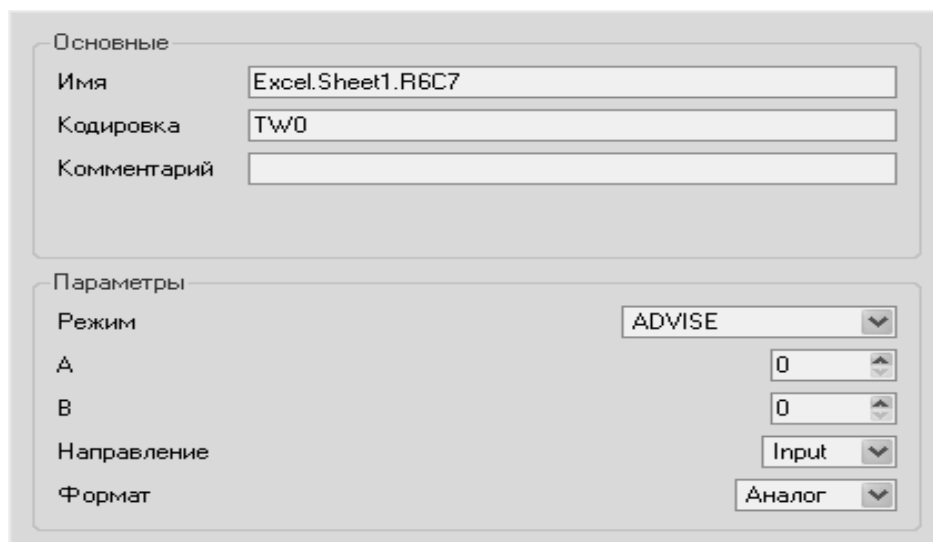 Основные
Имя Excel.Sheet1.R6C7
Кодировка TW0
Комментарий
Параметры
Режим ADVISE
A 0
B 0
Направление Input
Формат Аналог